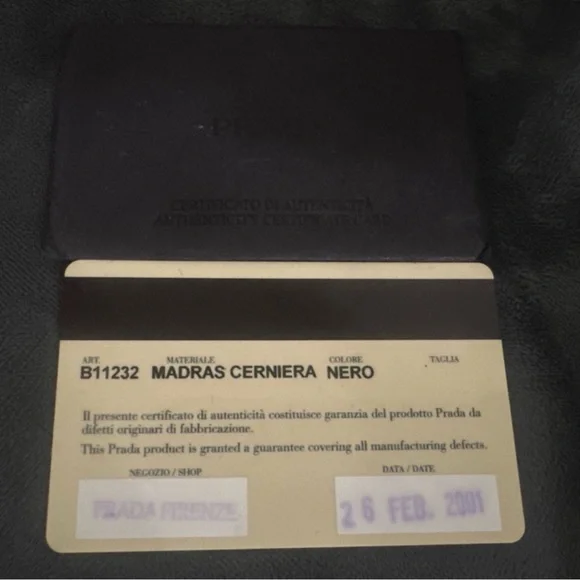 PRADA
CERTIFICATO DI AUTENTICITÀ
AUTHENTICITY CERTIFICATE CARD
ART. MATERIALE COLORE TAGLIA
B11232 MADRAS CERNIERA NERO
Il presente certificato di autenticità costituisce garanzia del prodotto Prada da
difetti originari di fabbricazione.
This Prada product is granted a guarantee covering all manufacturing defects.
NEGOZIO / SHOP DATA / DATE
PRADA FIRENZE 26 FEB. 2001